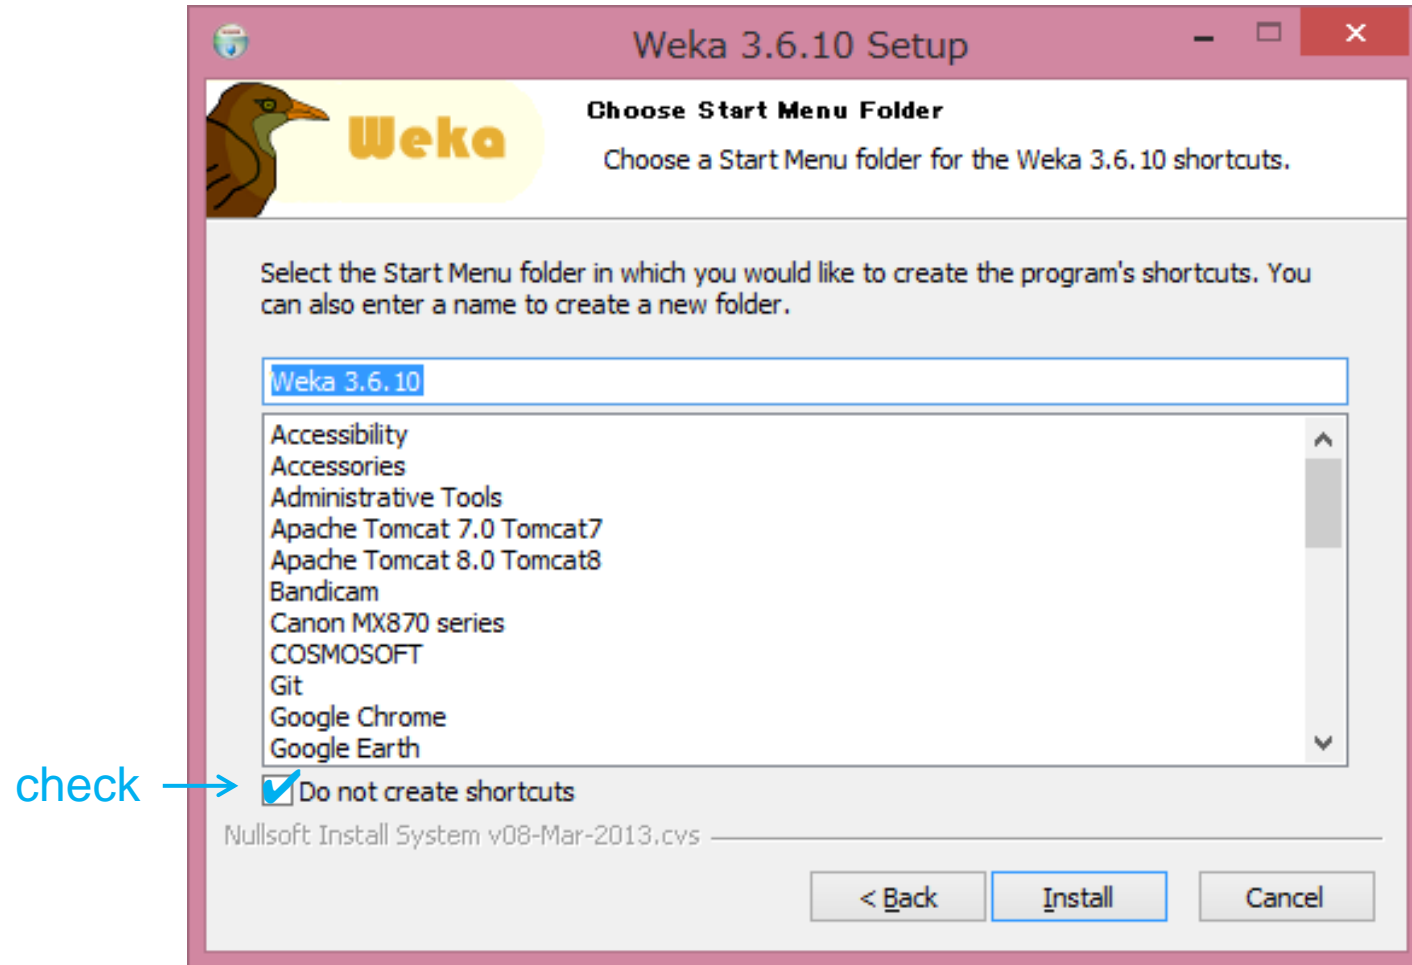 Weka 3.6.10 Setup
Weka
Choose Start Menu Folder
Choose a Start Menu folder for the Weka 3.6.10 shortcuts.
Select the Start Menu folder in which you would like to create the program's shortcuts. You
can also enter a name to create a new folder.
Weka 3.6.10
Accessibility
Accessories
Administrative Tools
Apache Tomcat 7.0 Tomcat7
Apache Tomcat 8.0 Tomcat8
Bandicam
Canon MX870 series
COSMOSOFT
Git
Google Chrome
Google Earth
check
Do not create shortcuts
Nullsoft Install System v08-Mar-2013.cvs
< Back
Install
Cancel